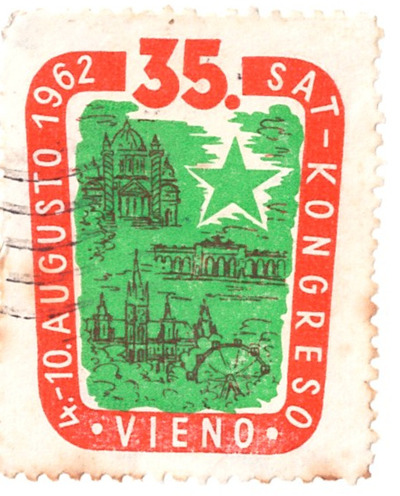 35.
4.-10. AUGUSTO 1962
SAT-KONGRESO
• VIENO •